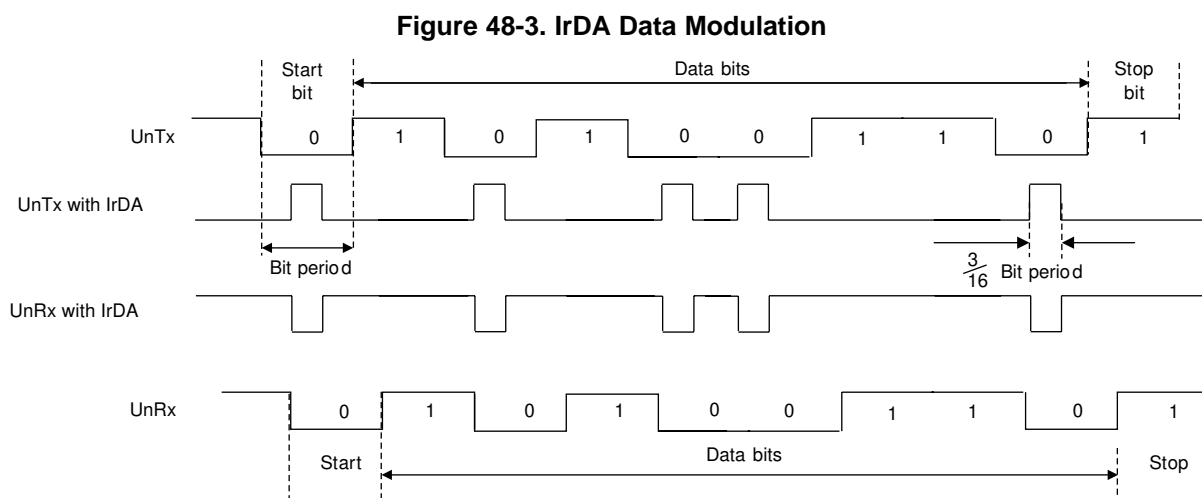 Figure 48-3. IrDA Data Modulation
Start
bit
Data bits
Stop
bit
UnTx
0 1 0 1 0 0 1 1 0 1
UnTx with IrDA
Bit period
3/16 Bit period
UnRx with IrDA
UnRx
0 1 0 1 0 0 1 1 0 1
Start
Data bits
Stop